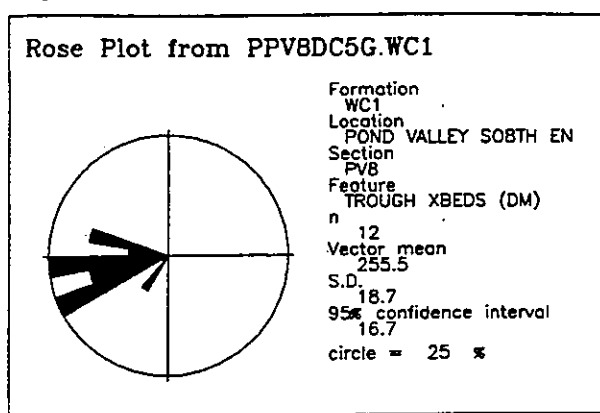 Rose Plot from PPV8DC5G.WC1
Formation
WC1
Location
POND VALLEY SO8TH EN
Section
PV8
Feature
TROUGH XBEDS (DM)
n
12
Vector mean
255.5
S.D.
18.7
95% confidence interval
16.7
circle = 25 %